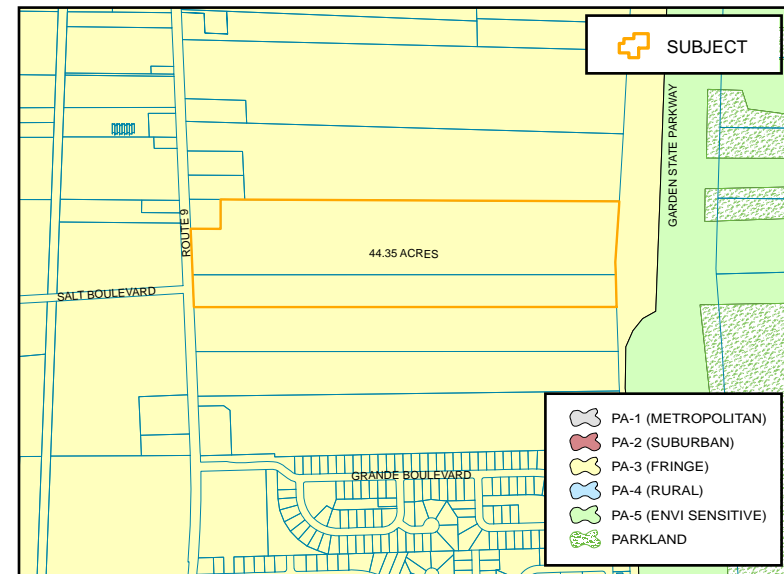 SUBJECT
GARDEN STATE PARKWAY
ROUTE 9
44.35 ACRES
SALT BOULEVARD
GRANDE BOULEVARD
PA-1 (METROPOLITAN)
PA-2 (SUBURBAN)
PA-3 (FRINGE)
PA-4 (RURAL)
PA-5 (ENVI SENSITIVE)
PARKLAND